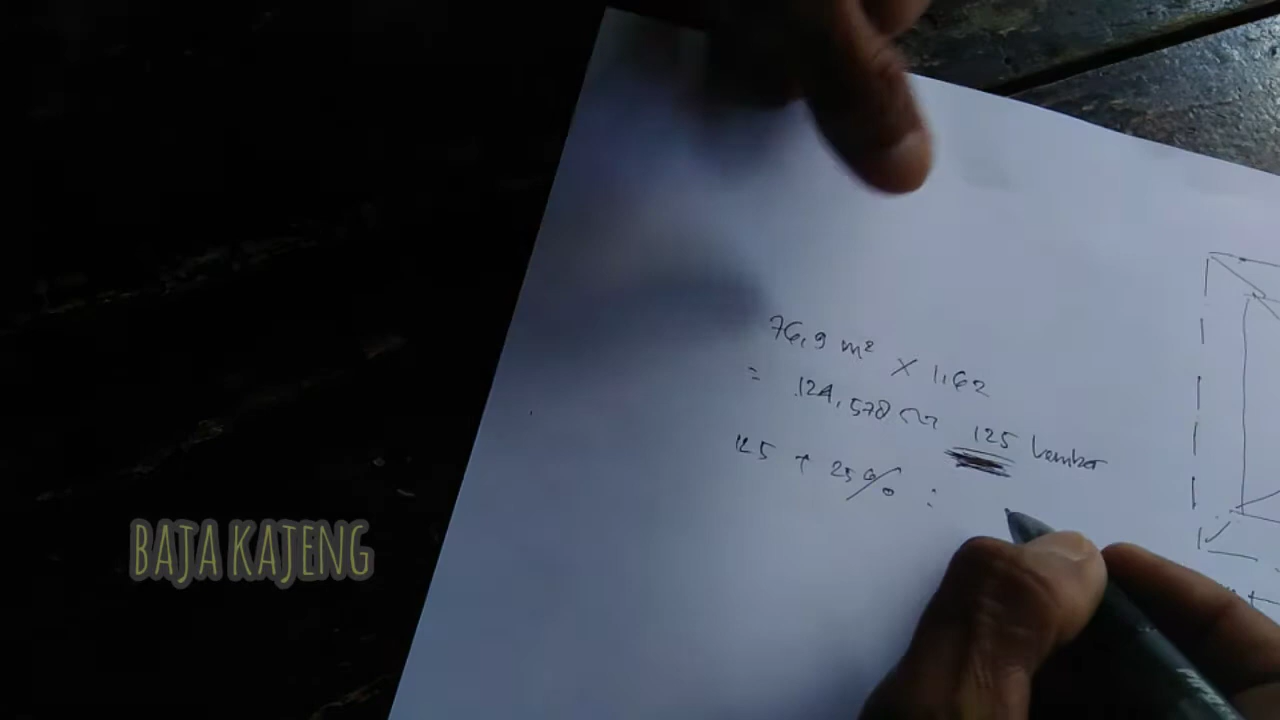 76,9 m² × 1,62
= 124,578 ∽ 125 lembar
125 + 25% =
BAJA KAJENG